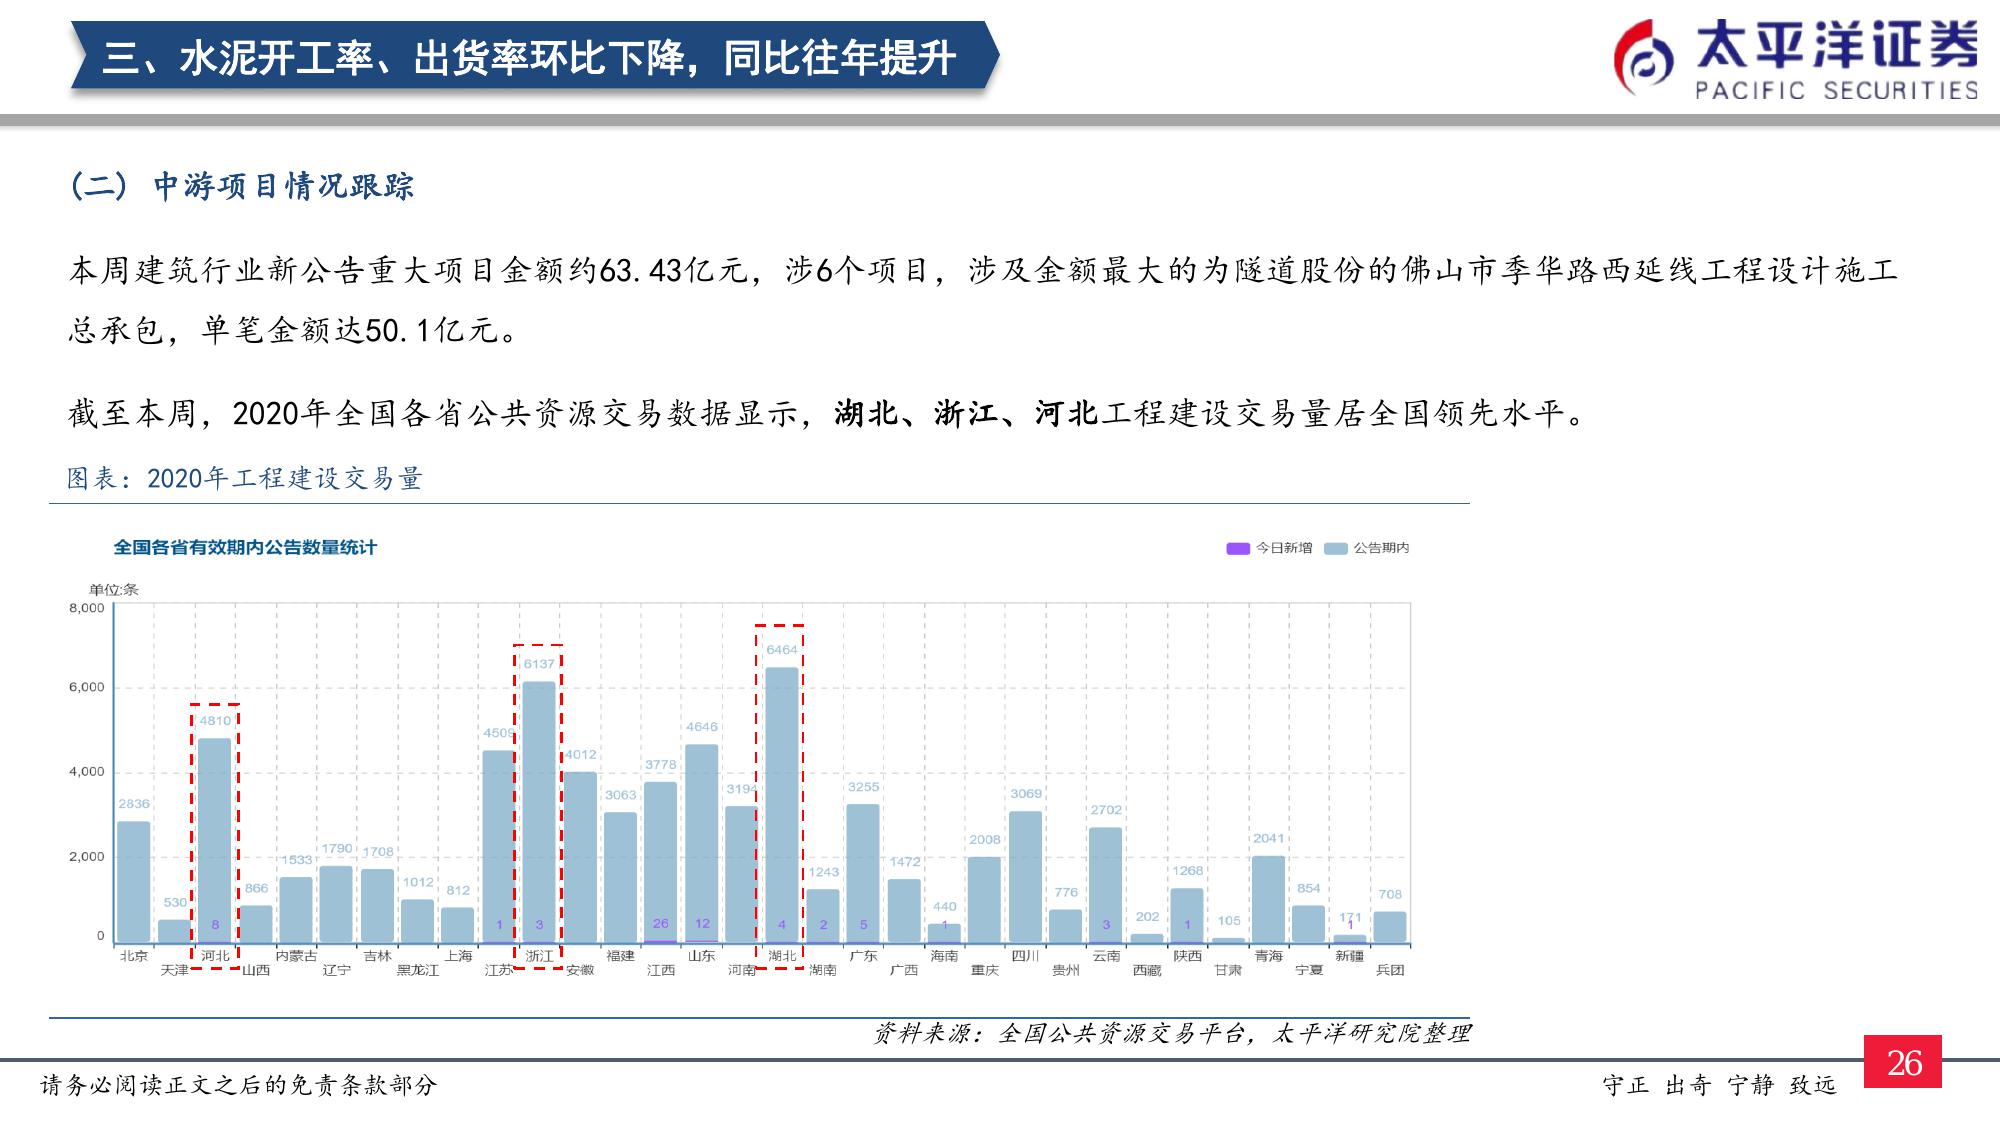 三、水泥开工率、出货率环比下降，同比往年提升
太平洋证券
PACIFIC SECURITIES
(二) 中游项目情况跟踪
本周建筑行业新公告重大项目金额约63.43亿元，涉6个项目，涉及金额最大的为隧道股份的佛山市季华路西延线工程设计施工
总承包，单笔金额达50.1亿元。
截至本周，2020年全国各省公共资源交易数据显示，湖北、浙江、河北工程建设交易量居全国领先水平。
图表：2020年工程建设交易量
全国各省有效期内公告数量统计
今日新增 公告期内
单位:条
8,000
6,000
4,000
2,000
0
2836 530 4810 866 1533 1790 1708 1012 812 4509 6137 4012 3063 3778 4646 3194 6464 1243 3255 1472 440 2008 3069 776 2702 202 1268 105 2041 854 171 708
8 1 3 26 12 4 2 5 1 3 1 1
北京 河北 内蒙古 吉林 上海 浙江 福建 山东 湖北 广东 海南 四川 云南 陕西 青海 新疆
天津 山西 辽宁 黑龙江 江苏 安徽 江西 河南 湖南 广西 重庆 贵州 西藏 甘肃 宁夏 兵团
资料来源：全国公共资源交易平台，太平洋研究院整理
请务必阅读正文之后的免责条款部分
守正 出奇 宁静 致远
26